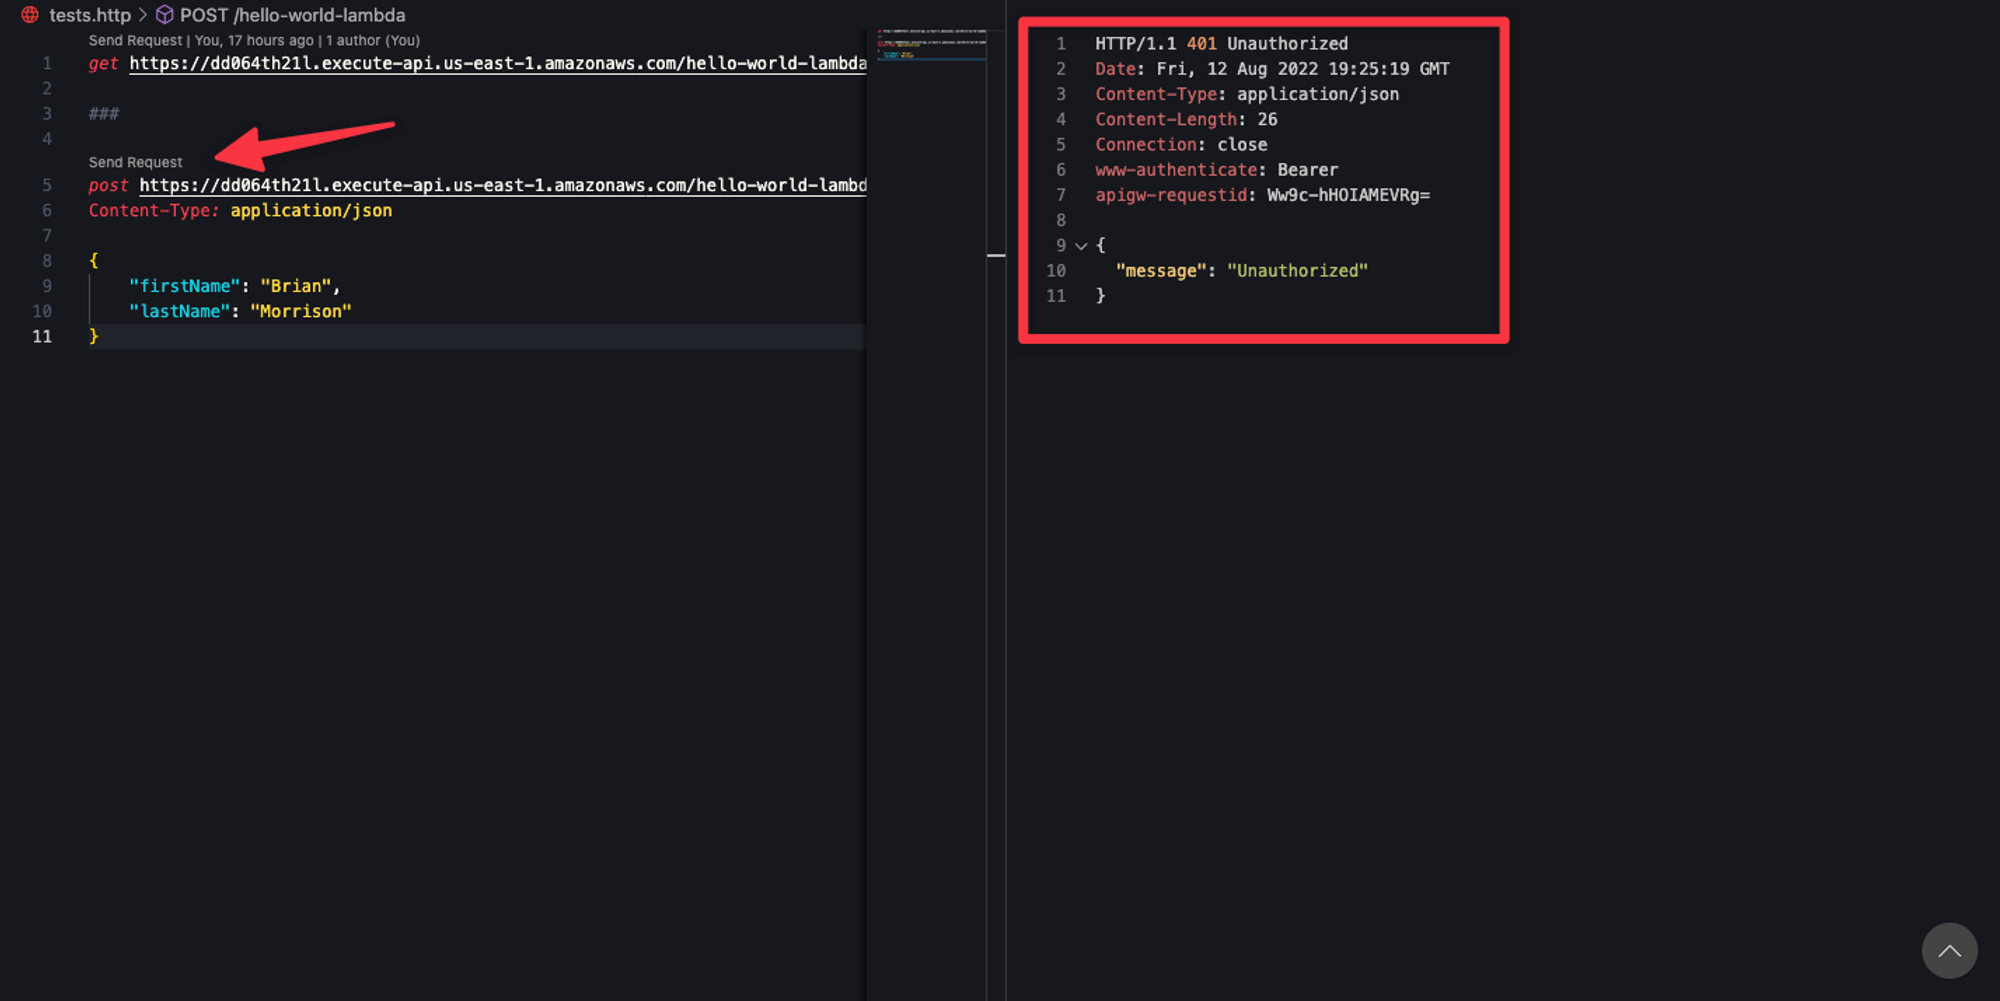 tests.http > POST /hello-world-lambda
Send Request | You, 17 hours ago | 1 author (You)
1 get https://dd064th21l.execute-api.us-east-1.amazonaws.com/hello-world-lambda
2
3 ###
4
Send Request
5 post https://dd064th21l.execute-api.us-east-1.amazonaws.com/hello-world-lambd
6 Content-Type: application/json
7
8 {
9 "firstName": "Brian",
10 "lastName": "Morrison"
11 }
1 HTTP/1.1 401 Unauthorized
2 Date: Fri, 12 Aug 2022 19:25:19 GMT
3 Content-Type: application/json
4 Content-Length: 26
5 Connection: close
6 www-authenticate: Bearer
7 apigw-requestid: Ww9c-hHOIAMEVRg=
8
9 {
10 "message": "Unauthorized"
11 }